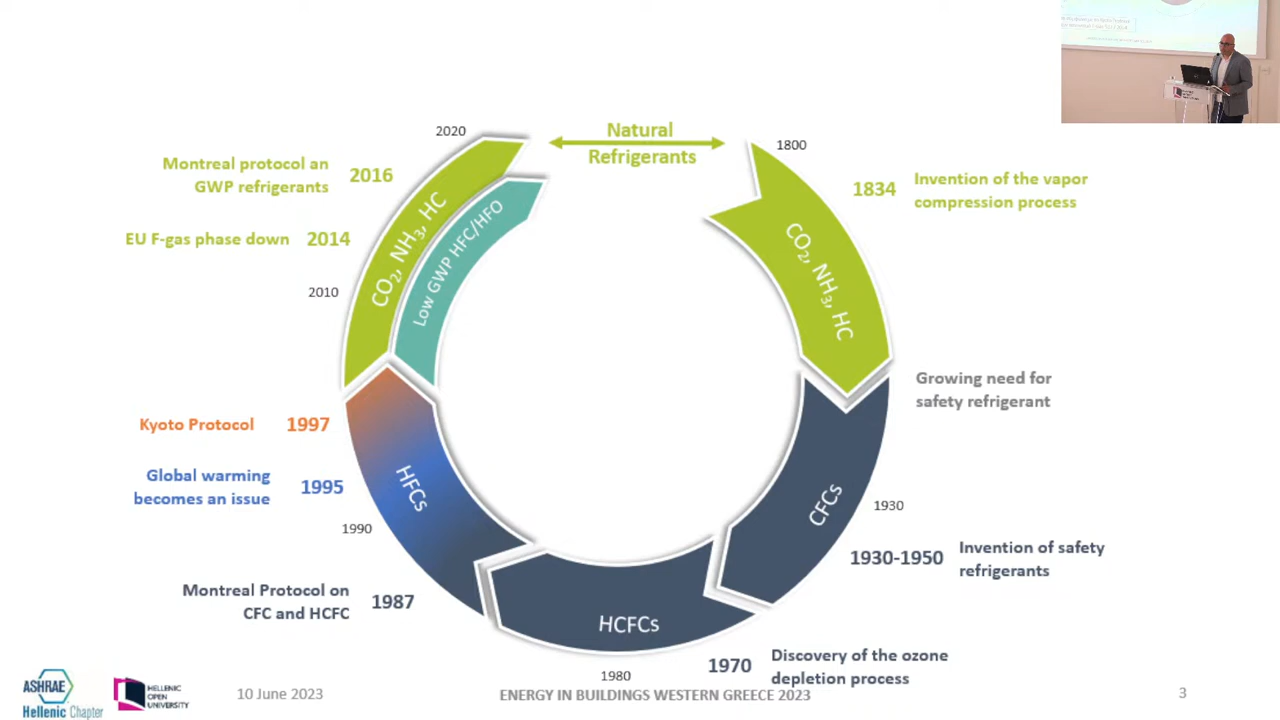 Natural
Refrigerants
1800
1834
Invention of the vapor
compression process
CO2, NH3, HC
Growing need for
safety refrigerant
CFCs
1930
1930-1950
Invention of safety
refrigerants
1970
Discovery of the ozone
depletion process
HCFCs
1980
1987
Montreal Protocol on
CFC and HCFC
1990
HFCs
1995
Global warming
becomes an issue
1997
Kyoto Protocol
2010
CO2, NH3, HC
Low GWP HFC/HFO
2014
EU F-gas phase down
2016
Montreal protocol an
GWP refrigerants
2020
ASHRAE
Hellenic Chapter
HELLENIC
OPEN
UNIVERSITY
10 June 2023
ENERGY IN BUILDINGS WESTERN GREECE 2023
3